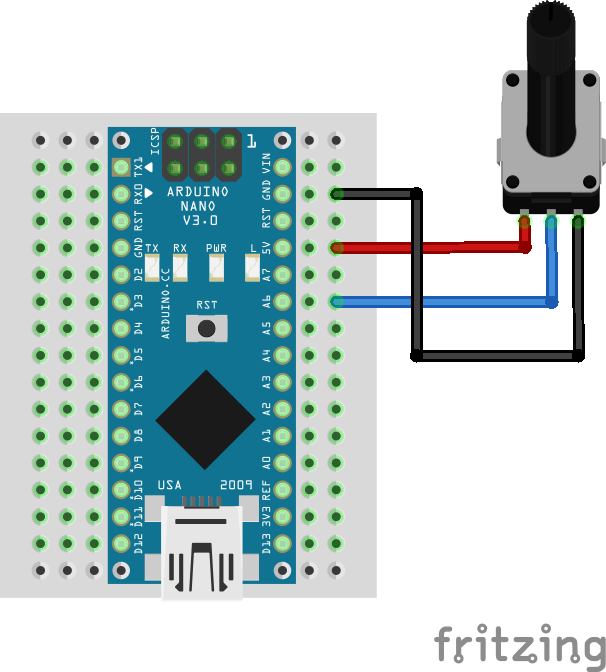 ICSP
1
TX1
RX0
RST
GND
D2
D3
D4
D5
D6
D7
D8
D9
D10
D11
D12
VIN
GND
RST
5V
A7
A6
A5
A4
A3
A2
A1
A0
REF
3V3
D13
ARDUINO
NANO
V3.0
TX RX PWR L
ARDUINO.CC
RST
USA 2009
fritzing